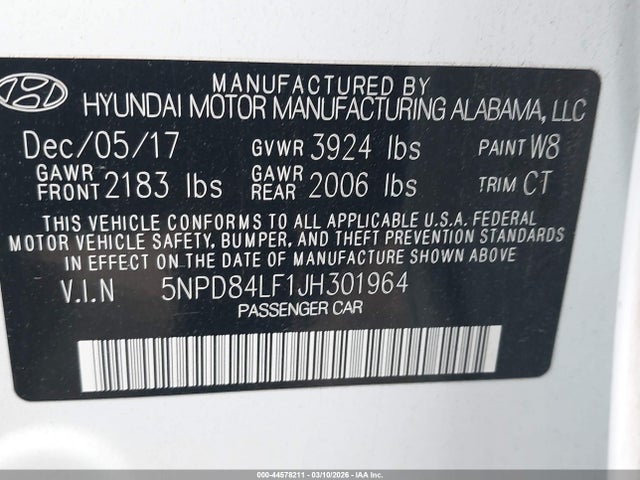 MANUFACTURED BY
HYUNDAI MOTOR MANUFACTURING ALABAMA, LLC
Dec/05/17 GVWR 3924 lbs PAINT W8
GAWR FRONT 2183 lbs GAWR REAR 2006 lbs TRIM CT
THIS VEHICLE CONFORMS TO ALL APPLICABLE U.S.A. FEDERAL
MOTOR VEHICLE SAFETY, BUMPER, AND THEFT PREVENTION
STANDARDS IN EFFECT ON THE DATE OF MANUFACTURE SHOWN ABOVE.
V.I.N 5NPD84LF1JH301964
PASSENGER CAR
000-44578211 - 03/10/2026 - © IAA Holdings, LLC